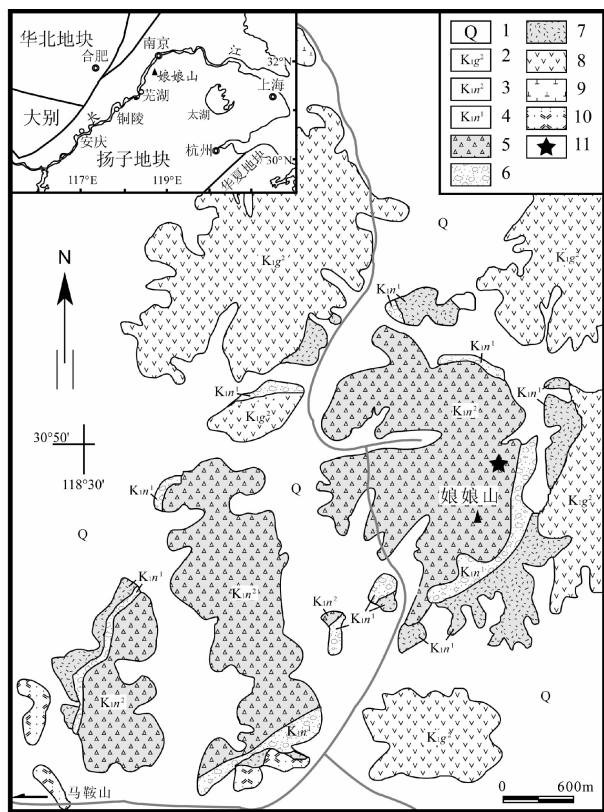 华北地块
合肥
南京
江
32°N
娘娘山
芜湖
上海
大别
长
铜陵
太湖
安庆
扬子地块
杭州
华夏地块
30°N
117°E
119°E
Q 1
K₁g² 2
K₁n² 3
K₁n¹ 4
5
6
7
8
9
10
11
Q
K₁g²
K₁g²
N
K₁n¹
K₁n¹
K₁n¹
K₁n¹
K₁g²
K₁n²
30°50'
118°30'
K₁n¹
Q
娘娘山
K₁g²
Q
K₁n¹
K₁n¹
K₁n²
K₁n²
K₁n¹
K₁n¹
K₁n¹
K₁n²
K₁n¹
K₁g²
Q
马鞍山
0 600m